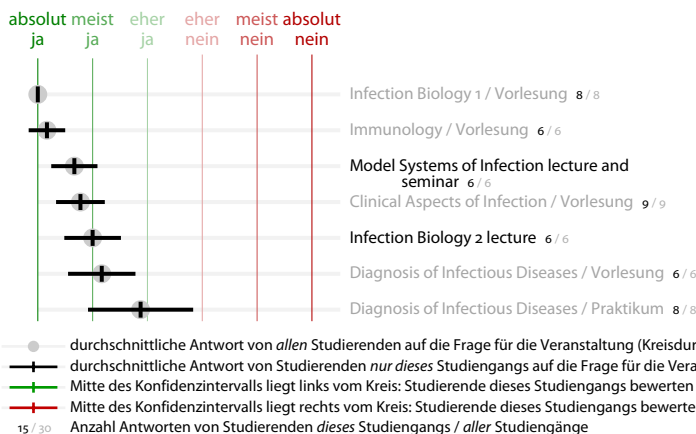 absolut meist eher eher meist absolut
ja ja ja nein nein nein
Infection Biology 1 / Vorlesung 8 / 8
Immunology / Vorlesung 6 / 6
Model Systems of Infection lecture and
seminar 6 / 6
Clinical Aspects of Infection / Vorlesung 9 / 9
Infection Biology 2 lecture 6 / 6
Diagnosis of Infectious Diseases / Vorlesung 6 / 6
Diagnosis of Infectious Diseases / Praktikum 8 / 8
durchschnittliche Antwort von allen Studierenden auf die Frage für die Veranstaltung (Kreisdur
durchschnittliche Antwort von Studierenden nur dieses Studiengangs auf die Frage für die Vera
Mitte des Konfidenzintervalls liegt links vom Kreis: Studierende dieses Studiengangs bewerten
Mitte des Konfidenzintervalls liegt rechts vom Kreis: Studierende dieses Studiengangs bewerte
15 / 30 Anzahl Antworten von Studierenden dieses Studiengangs / aller Studiengänge